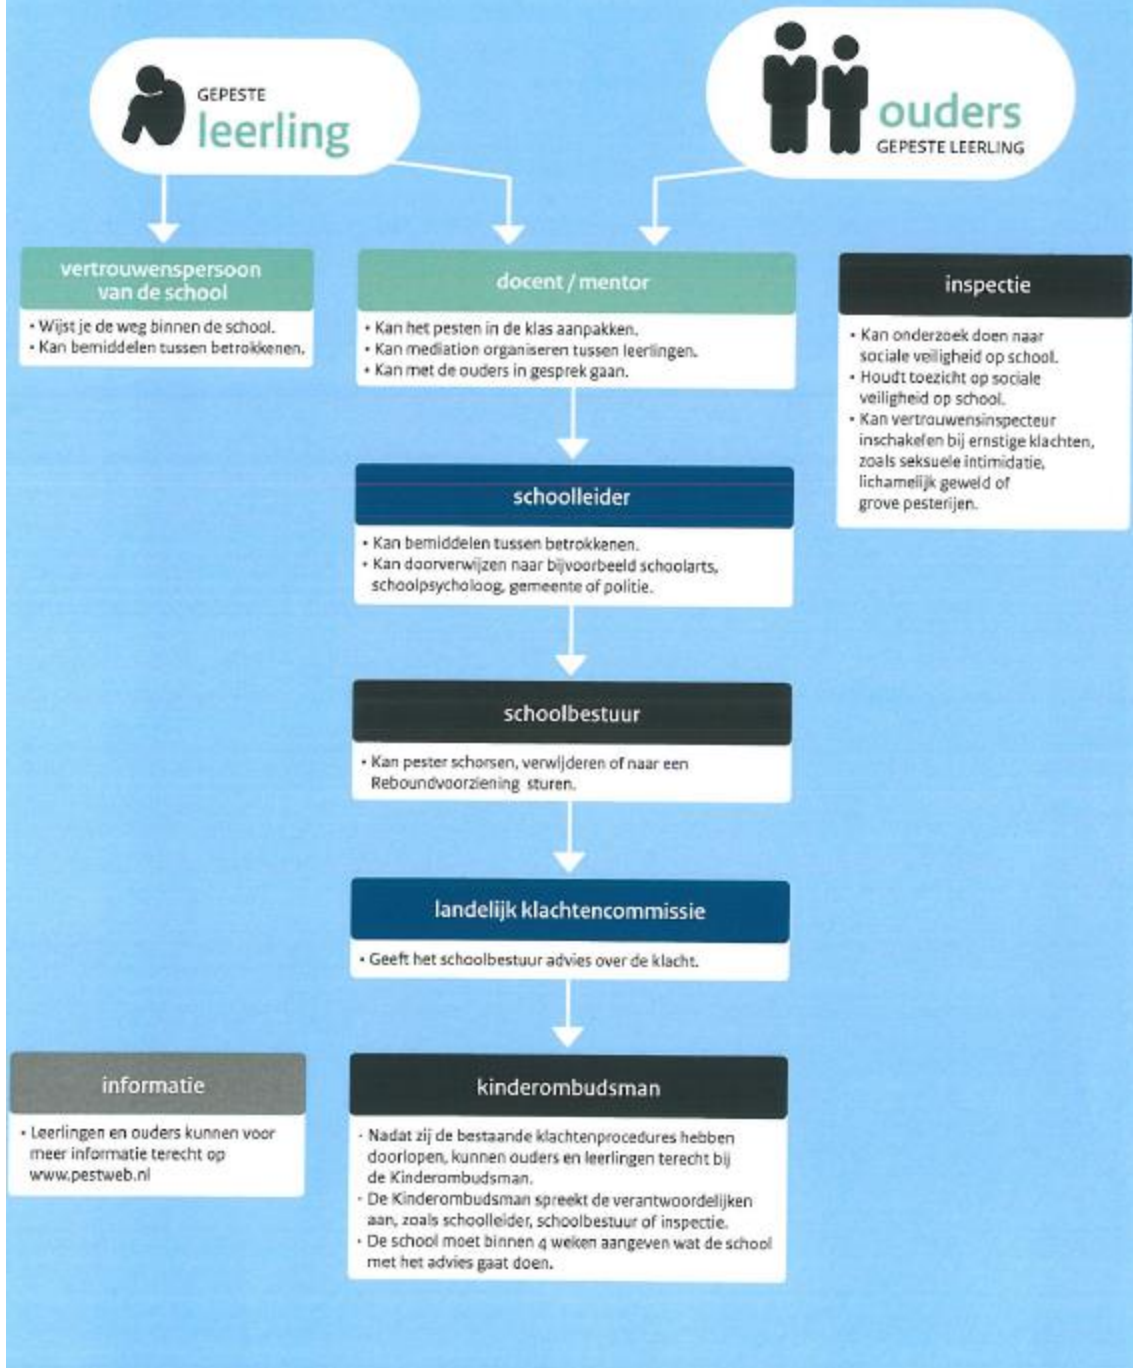 GEPESTE
leerling
ouders
GEPESTE LEERLING
vertrouwenspersoon
van de school
• Wijst je de weg binnen de school.
• Kan bemiddelen tussen betrokkenen.
docent / mentor
• Kan het pesten in de klas aanpakken.
• Kan mediation organiseren tussen leerlingen.
• Kan met de ouders in gesprek gaan.
inspectie
• Kan onderzoek doen naar
sociale veiligheid op school.
• Houdt toezicht op sociale
veiligheid op school.
• Kan vertrouwensinspecteur
inschakelen bij ernstige klachten,
zoals seksuele intimidatie,
lichamelijk geweld of
grove pesterijen.
schoolleider
• Kan bemiddelen tussen betrokkenen.
• Kan doorverwijzen naar bijvoorbeeld schoolarts,
schoolpsycholoog, gemeente of politie.
schoolbestuur
• Kan pester schorsen, verwijderen of naar een
Reboundvoorziening sturen.
landelijk klachtencommissie
• Geeft het schoolbestuur advies over de klacht.
informatie
• Leerlingen en ouders kunnen voor
meer informatie terecht op
www.pestweb.nl
kinderombudsman
· Nadat zij de bestaande klachtenprocedures hebben
doorlopen, kunnen ouders en leerlingen terecht bij
de Kinderombudsman.
· De Kinderombudsman spreekt de verantwoordelijken
aan, zoals schoolleider, schoolbestuur of inspectie.
· De school moet binnen 4 weken aangeven wat de school
met het advies gaat doen.